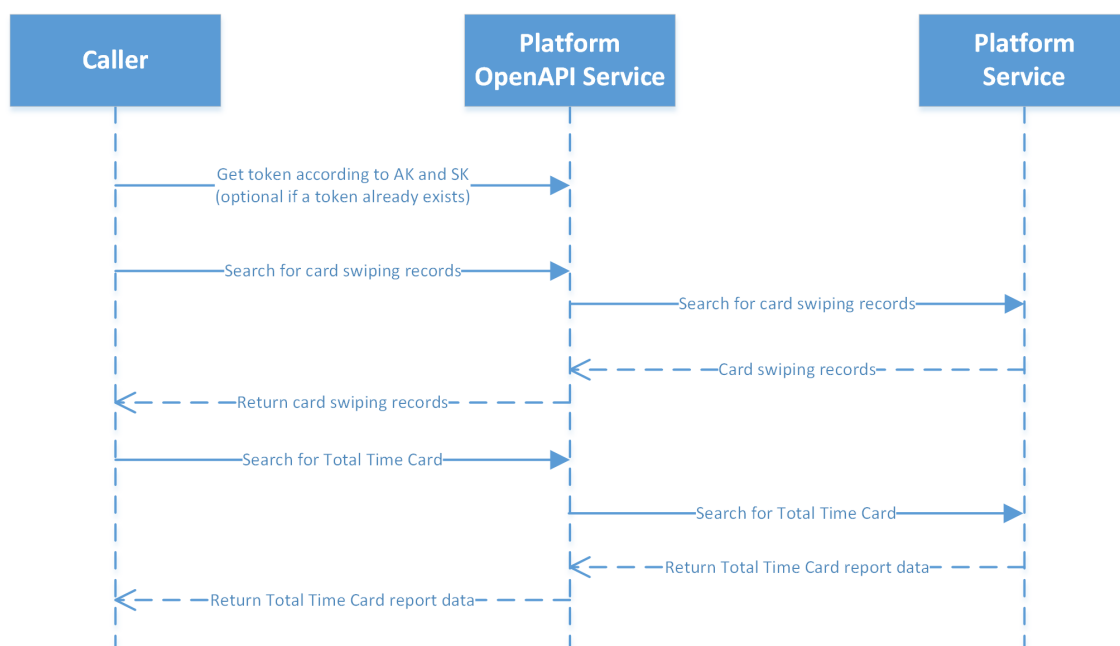 Caller
Platform
OpenAPI Service
Platform
Service
Get token according to AK and SK
(optional if a token already exists)
Search for card swiping records
Search for card swiping records
Card swiping records
Return card swiping records
Search for Total Time Card
Search for Total Time Card
Return Total Time Card report data
Return Total Time Card report data